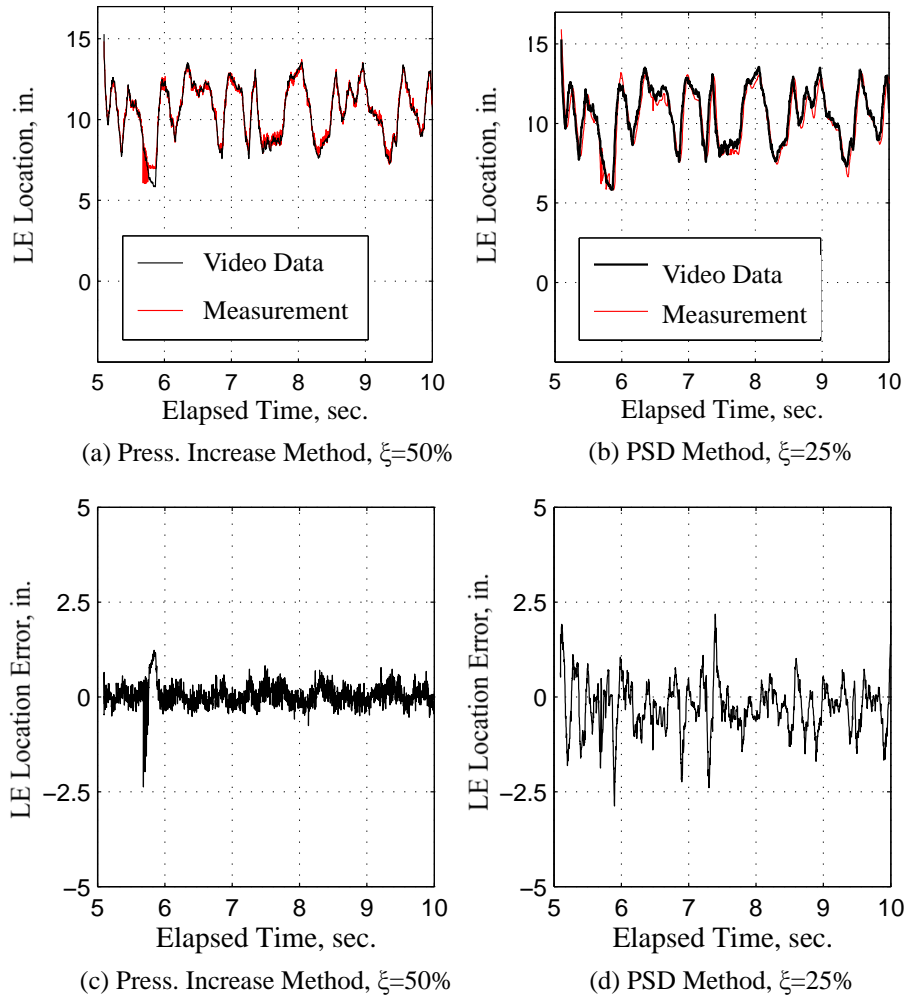 15
10
5
0
LE Location, in.
Video Data
Measurement
5 6 7 8 9 10
Elapsed Time, sec.
(a) Press. Increase Method, ξ=50%
15
10
5
0
LE Location, in.
Video Data
Measurement
5 6 7 8 9 10
Elapsed Time, sec.
(b) PSD Method, ξ=25%
5
2.5
0
−2.5
−5
LE Location Error, in.
5 6 7 8 9 10
Elapsed Time, sec.
(c) Press. Increase Method, ξ=50%
5
2.5
0
−2.5
−5
LE Location Error, in.
5 6 7 8 9 10
Elapsed Time, sec.
(d) PSD Method, ξ=25%